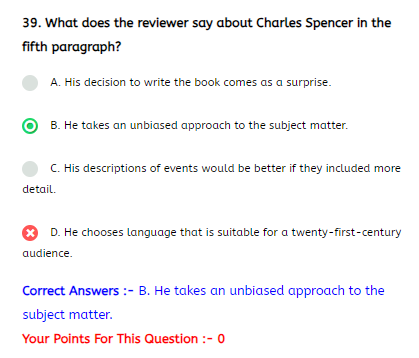 39. What does the reviewer say about Charles Spencer in the
fifth paragraph?
A. His decision to write the book comes as a surprise.
B. He takes an unbiased approach to the subject matter.
C. His descriptions of events would be better if they included more
detail.
D. He chooses language that is suitable for a twenty-first-century
audience.
Correct Answers :- B. He takes an unbiased approach to the
subject matter.
Your Points For This Question :- 0